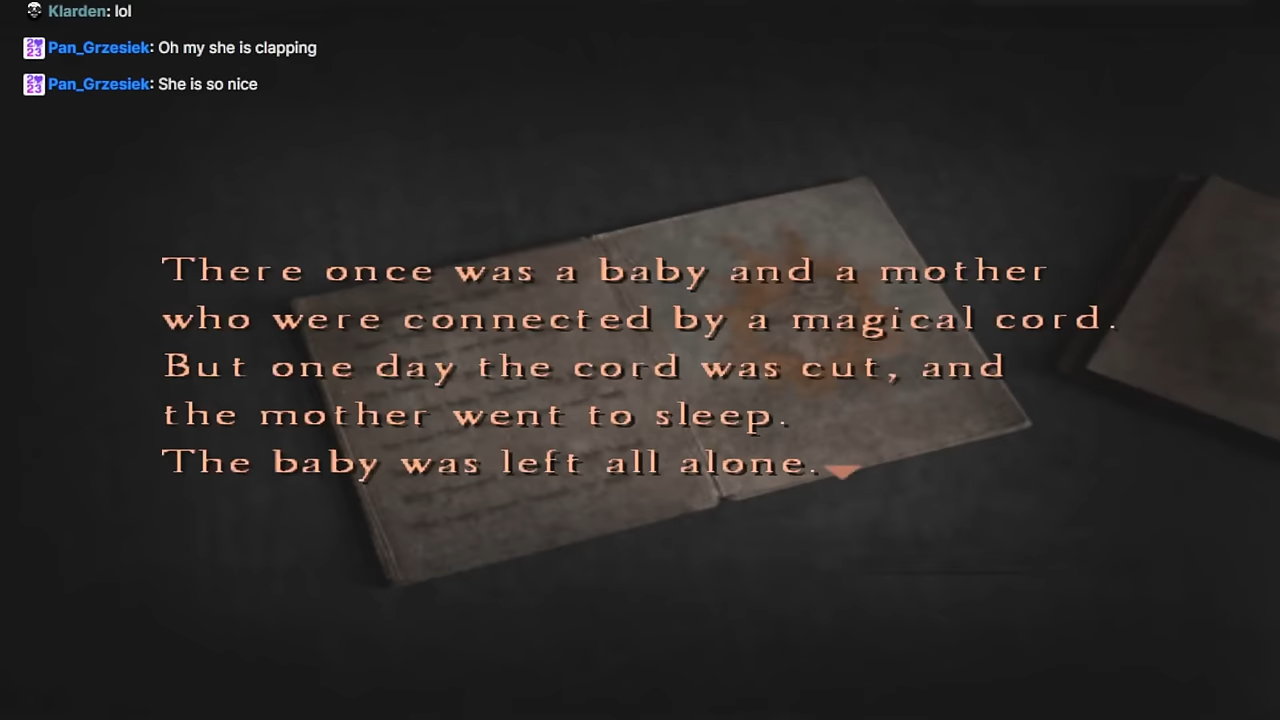 Klarden: lol
Pan_Grzesiek: Oh my she is clapping
Pan_Grzesiek: She is so nice
There once was a baby and a mother
who were connected by a magical cord.
But one day the cord was cut, and
the mother went to sleep.
The baby was left all alone.